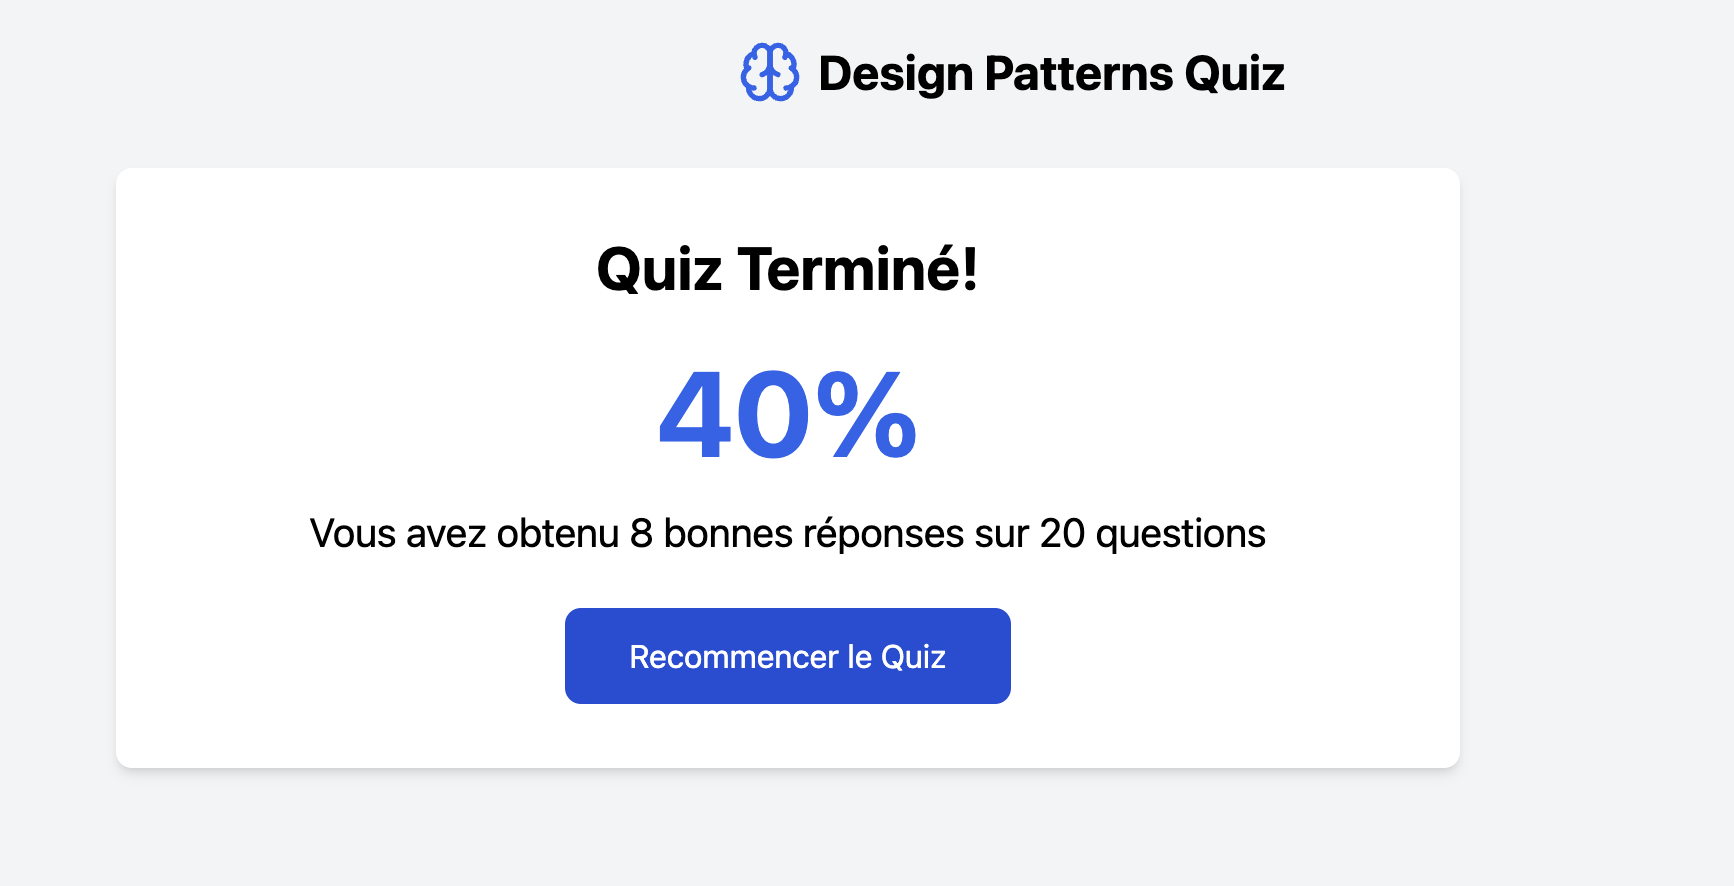 Design Patterns Quiz
Quiz Terminé!
40%
Vous avez obtenu 8 bonnes réponses sur 20 questions
Recommencer le Quiz